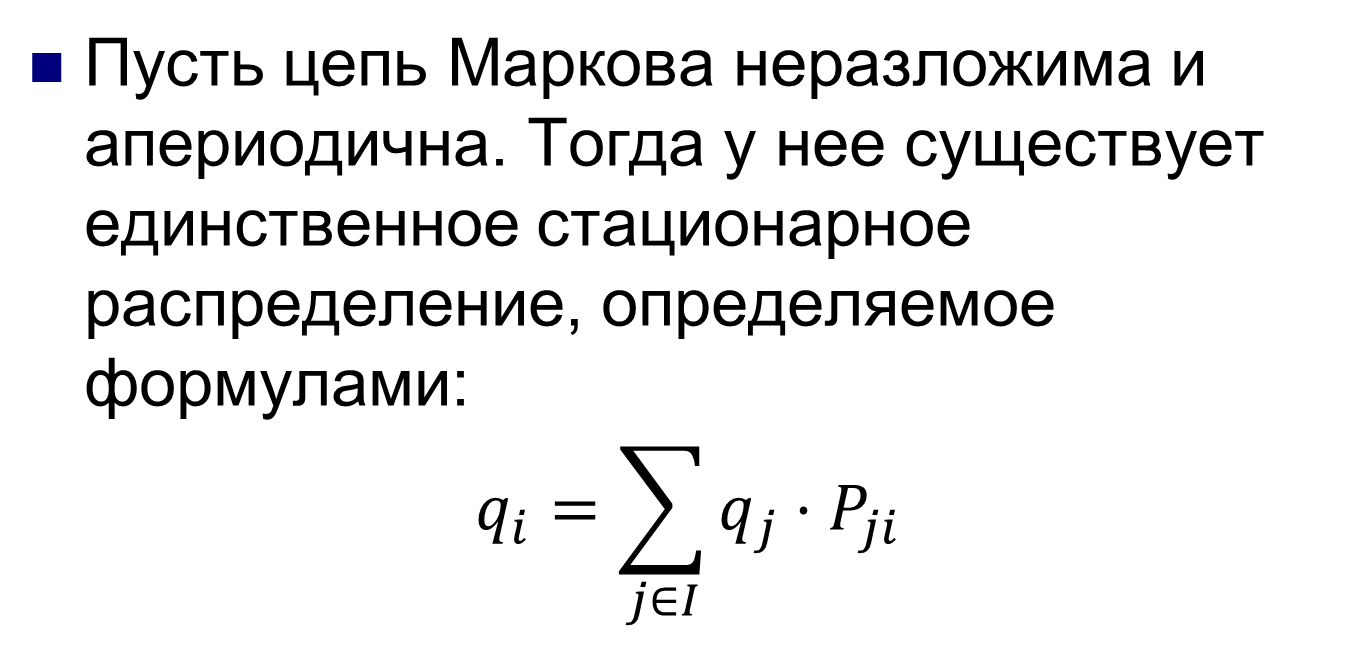 Пусть цепь Маркова неразложима и
апериодична. Тогда у нее существует
единственное стационарное
распределение, определяемое
формулами:
q_i = ∑_{j∈I} q_j · P_{ji}